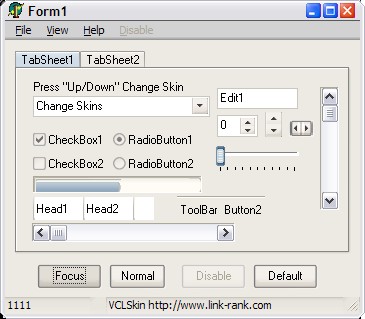 Form1
File View Help Disable
TabSheet1 TabSheet2
Press "Up/Down" Change Skin
Change Skins
Edit1
0
CheckBox1 RadioButton1
CheckBox2 RadioButton2
Head1 Head2
ToolBar Button2
Focus Normal Disable Default
1111 VCLSkin http://www.link-rank.com